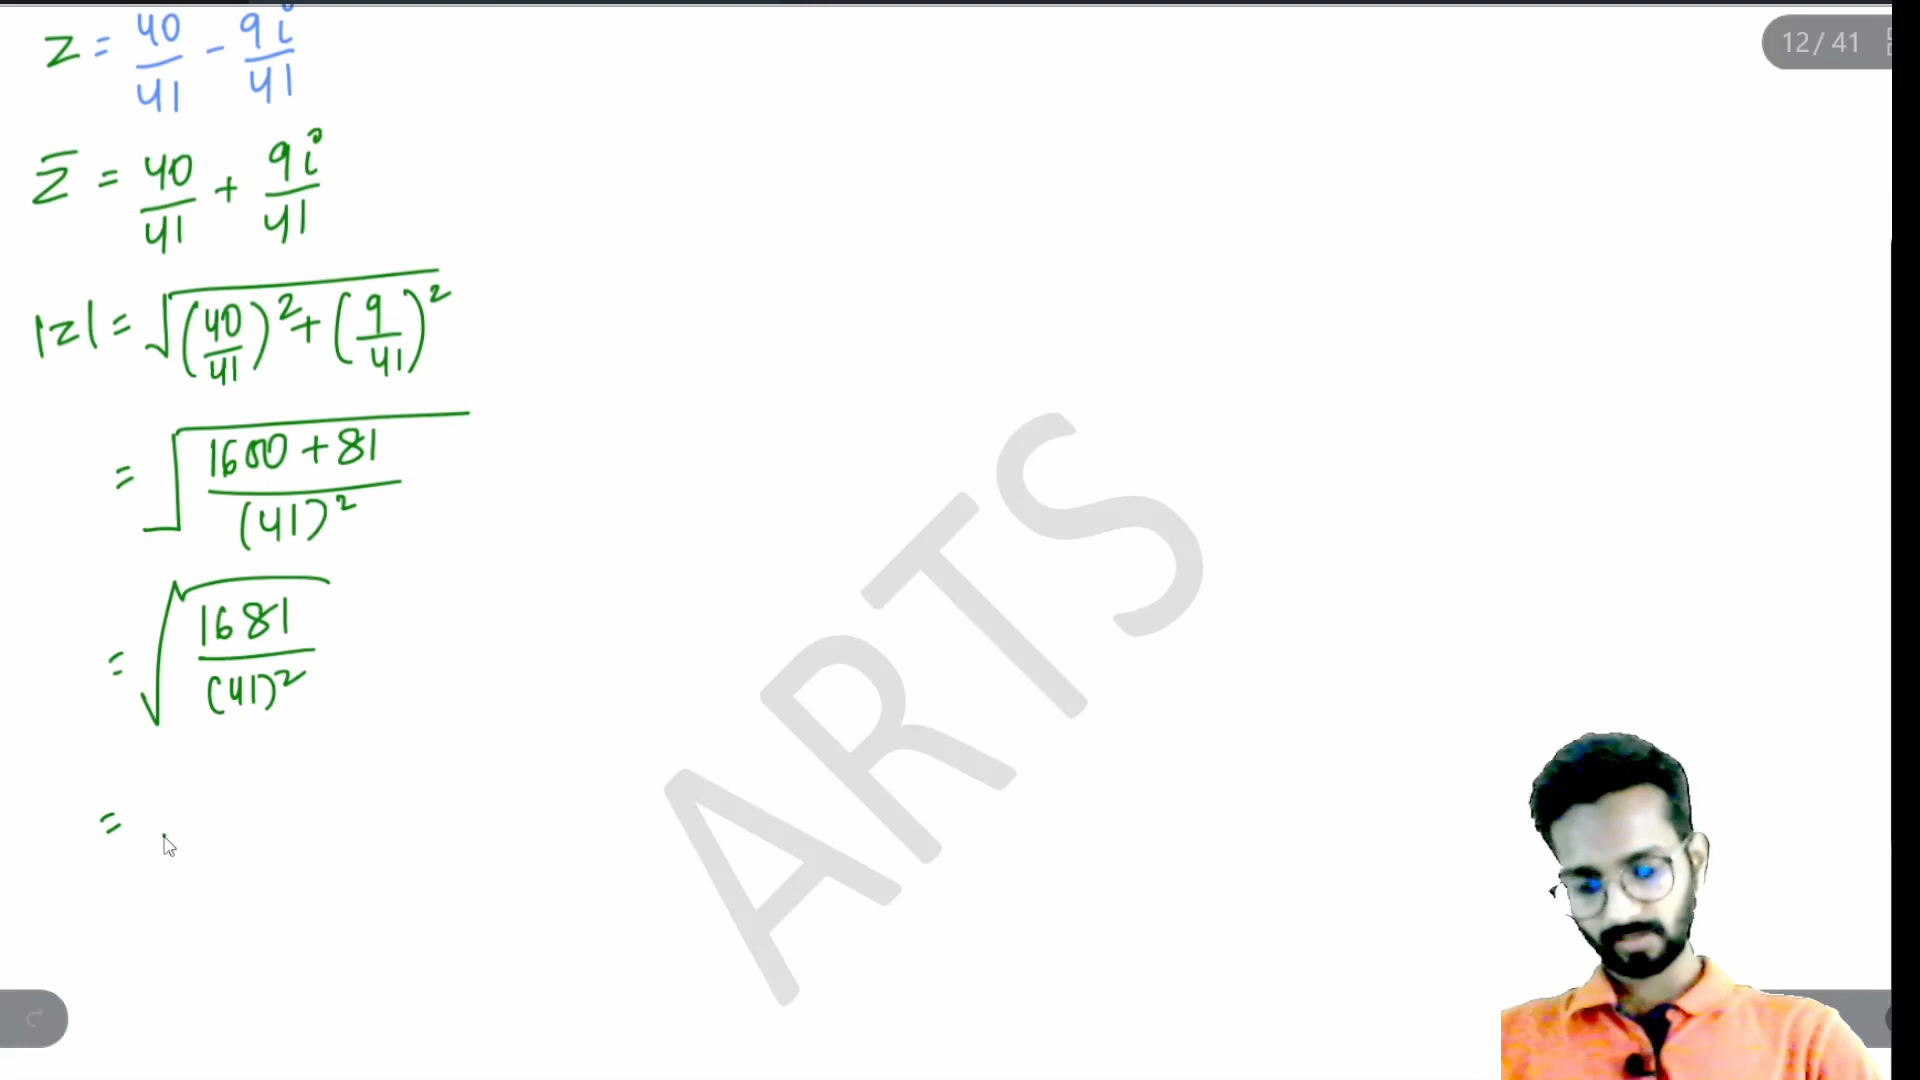 12/41
z = 40/41 - 9i/41
z̅ = 40/41 + 9i/41
|z| = √((40/41)² + (9/41)²)
= √((1600 + 81)/(41)²)
= √(1681/(41)²)
=
ARTS